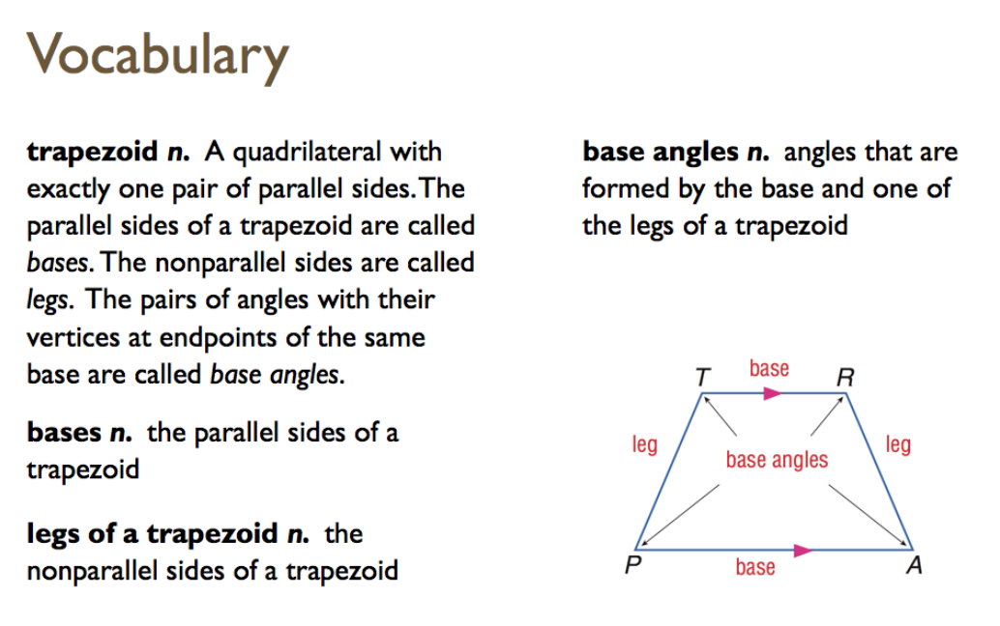 Vocabulary
trapezoid n. A quadrilateral with
exactly one pair of parallel sides. The
parallel sides of a trapezoid are called
bases. The nonparallel sides are called
legs. The pairs of angles with their
vertices at endpoints of the same
base are called base angles.
bases n. the parallel sides of a
trapezoid
legs of a trapezoid n. the
nonparallel sides of a trapezoid
base angles n. angles that are
formed by the base and one of
the legs of a trapezoid
T base R
leg leg
base angles
P base A